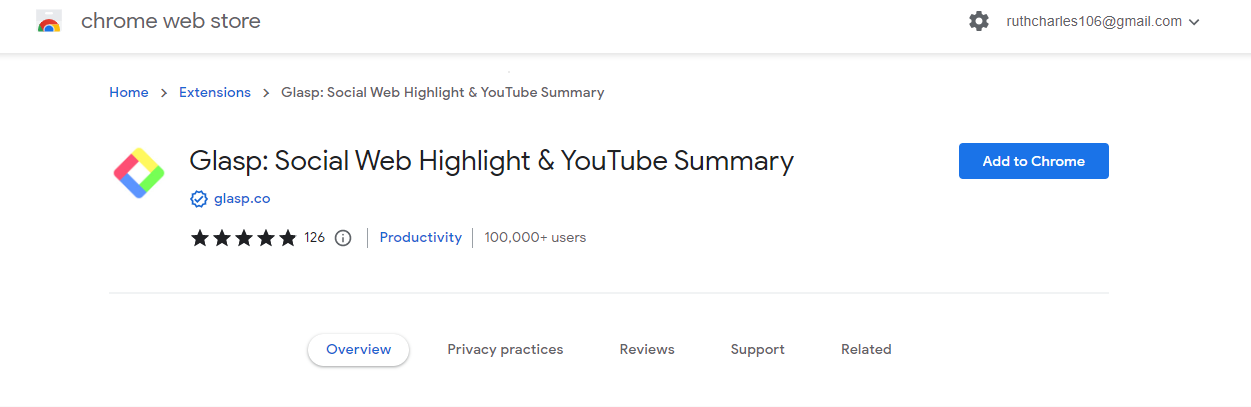 chrome web store
ruthcharles106@gmail.com
Home > Extensions > Glasp: Social Web Highlight & YouTube Summary
Glasp: Social Web Highlight & YouTube Summary
Add to Chrome
glasp.co
126 Productivity 100,000+ users
Overview Privacy practices Reviews Support Related